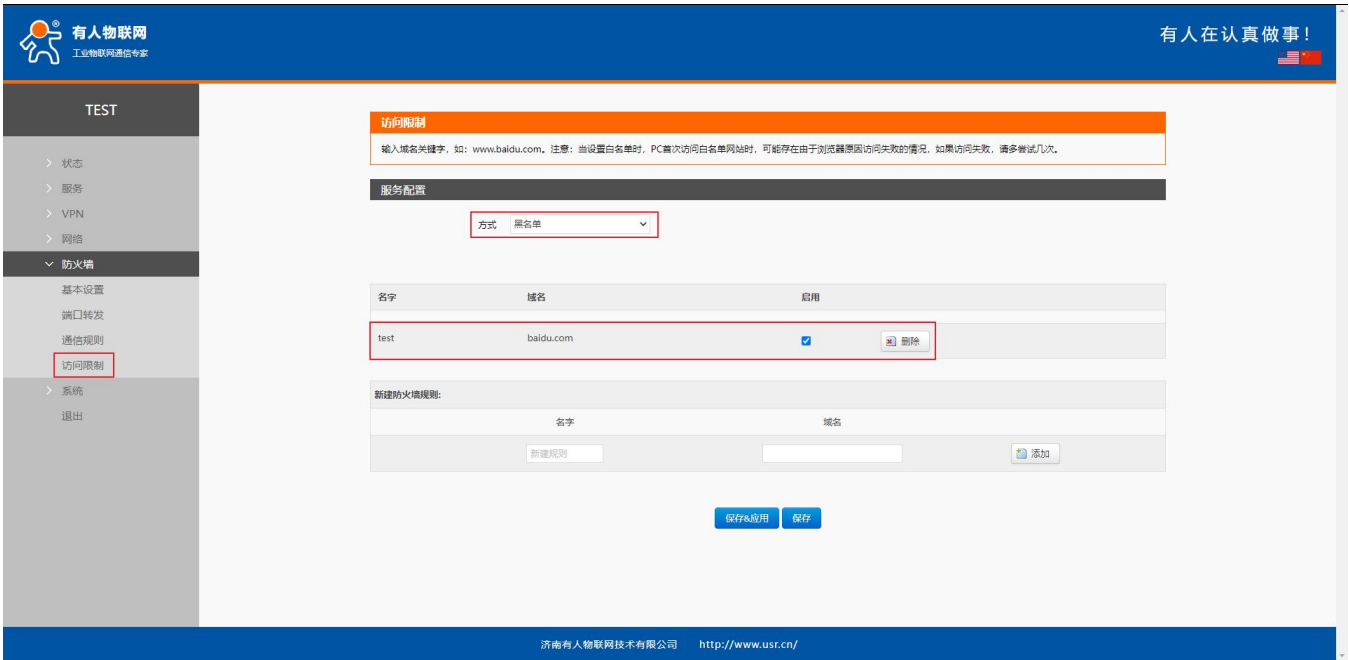 有人物联网
工业物联网通信专家
有人在认真做事！
TEST
状态
服务
VPN
网络
防火墙
基本设置
端口转发
通信规则
访问限制
系统
退出
访问限制
输入域名关键字，如：www.baidu.com。注意：当设置白名单时，PC首次访问白名单网站时，可能存在由于浏览器原因访问失败的情况，如果访问失败，请多尝试几次。
服务配置
方式 黑名单
名字 域名 启用
test baidu.com 删除
新建防火墙规则:
名字 域名
新建规则 添加
保存&应用 保存
济南有人物联网技术有限公司 http://www.usr.cn/